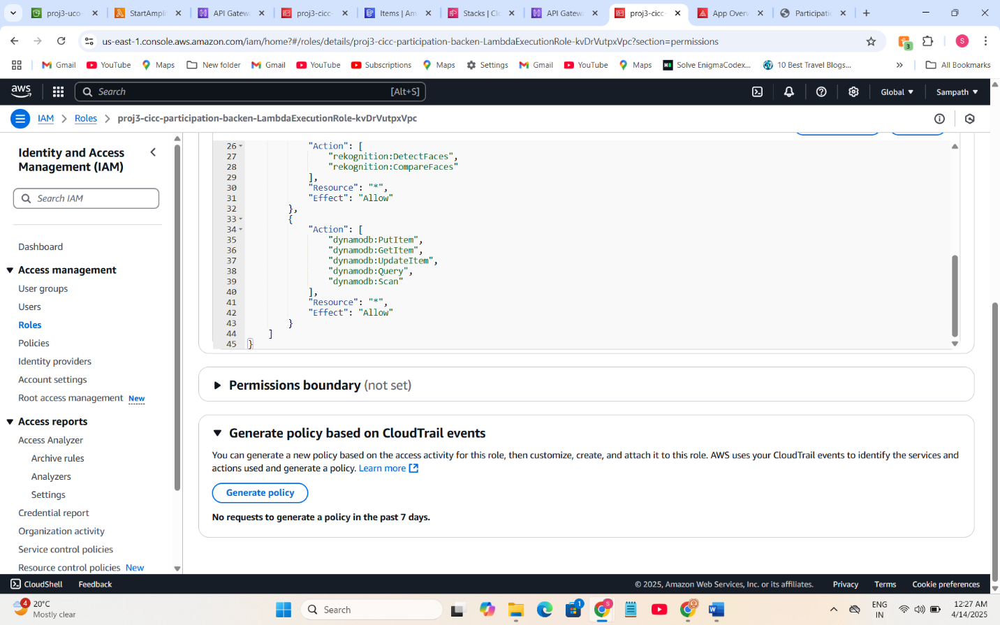 proj3-uco-
StartAmpli
API Gatew
proj3-cicc-
Items | Am
Stacks | Cl
API Gatew
proj3-cicc-
App Over
Participati
us-east-1.console.aws.amazon.com/iam/home?#/roles/details/proj3-cicc-participation-backen-LambdaExecutionRole-kvDrVutpxVpc?section=permissions
3
S
Gmail
YouTube
Maps
New folder
Gmail
YouTube
Subscriptions
Maps
Settings
Gmail
YouTube
Maps
Solve EnigmaCodex...
10 Best Travel Blogs...
»
All Bookmarks
aws
Search
[Alt+S]
Global
Sampath
IAM
Roles
proj3-cicc-participation-backen-LambdaExecutionRole-kvDrVutpxVpc
Identity and Access
Management (IAM)
Search IAM
Dashboard
Access management
User groups
Users
Roles
Policies
Identity providers
Account settings
Root access management New
Access reports
Access Analyzer
Archive rules
Analyzers
Settings
Credential report
Organization activity
Service control policies
Resource control policies New
26 "Action": [
27 "rekognition:DetectFaces",
28 "rekognition:CompareFaces"
29 ],
30 "Resource": "*",
31 "Effect": "Allow"
32 },
33 {
34 "Action": [
35 "dynamodb:PutItem",
36 "dynamodb:GetItem",
37 "dynamodb:UpdateItem",
38 "dynamodb:Query",
39 "dynamodb:Scan"
40 ],
41 "Resource": "*",
42 "Effect": "Allow"
43 }
44 ]
45 }
Permissions boundary (not set)
Generate policy based on CloudTrail events
You can generate a new policy based on the access activity for this role, then customize, create, and attach it to this role. AWS uses your CloudTrail events to identify the services and
actions used and generate a policy. Learn more
Generate policy
No requests to generate a policy in the past 7 days.
CloudShell
Feedback
© 2025, Amazon Web Services, Inc. or its affiliates.
Privacy
Terms
Cookie preferences
4
20°C
Mostly clear
Search
1
S
ENG
IN
12:27 AM
4/14/2025